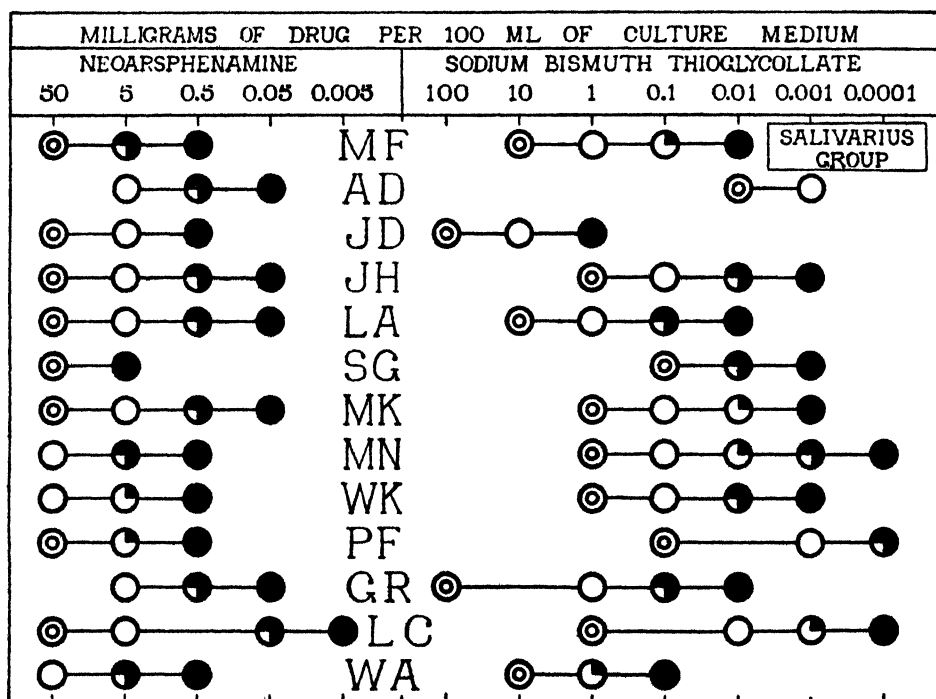 MILLIGRAMS OF DRUG PER 100 ML OF CULTURE MEDIUM
NEOARSPHENAMINE SODIUM BISMUTH THIOGLYCOLLATE
50 5 0.5 0.05 0.005 100 10 1 0.1 0.01 0.001 0.0001
SALIVARIUS
GROUP
MF
AD
JD
JH
LA
SG
MK
MN
WK
PF
GR
LC
WA